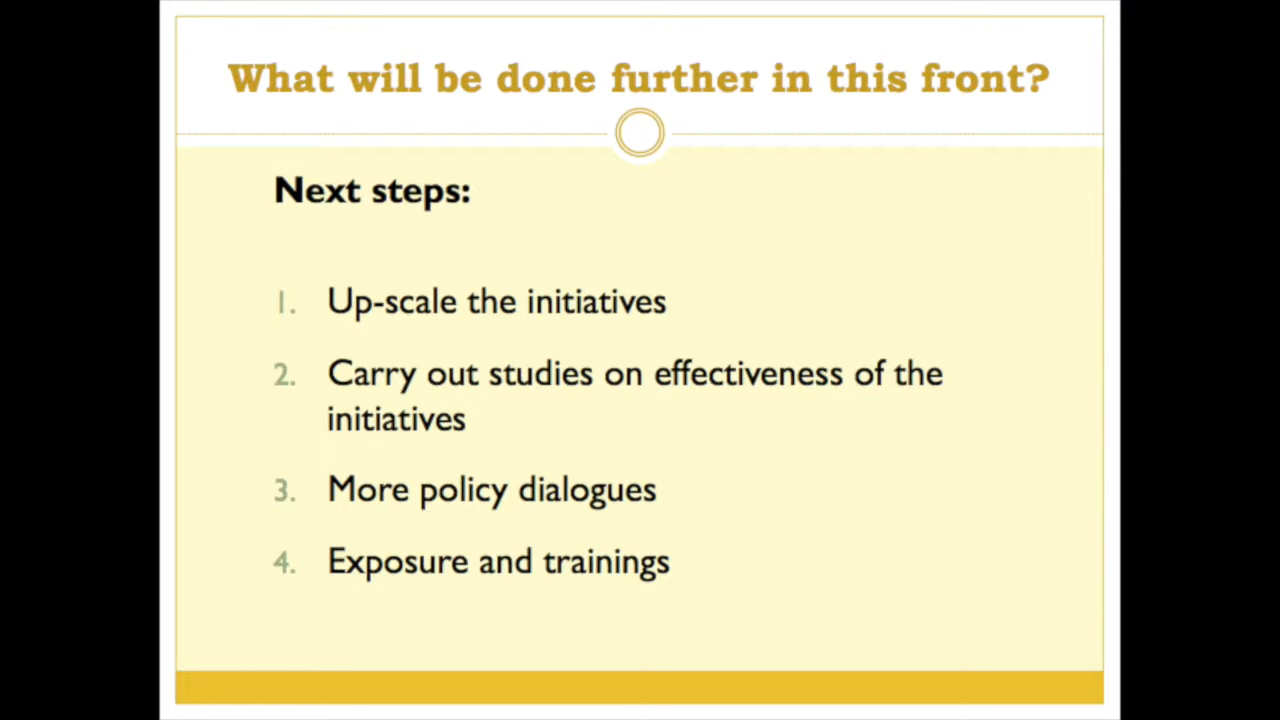 What will be done further in this front?
Next steps:
1. Up-scale the initiatives
2. Carry out studies on effectiveness of the
initiatives
3. More policy dialogues
4. Exposure and trainings